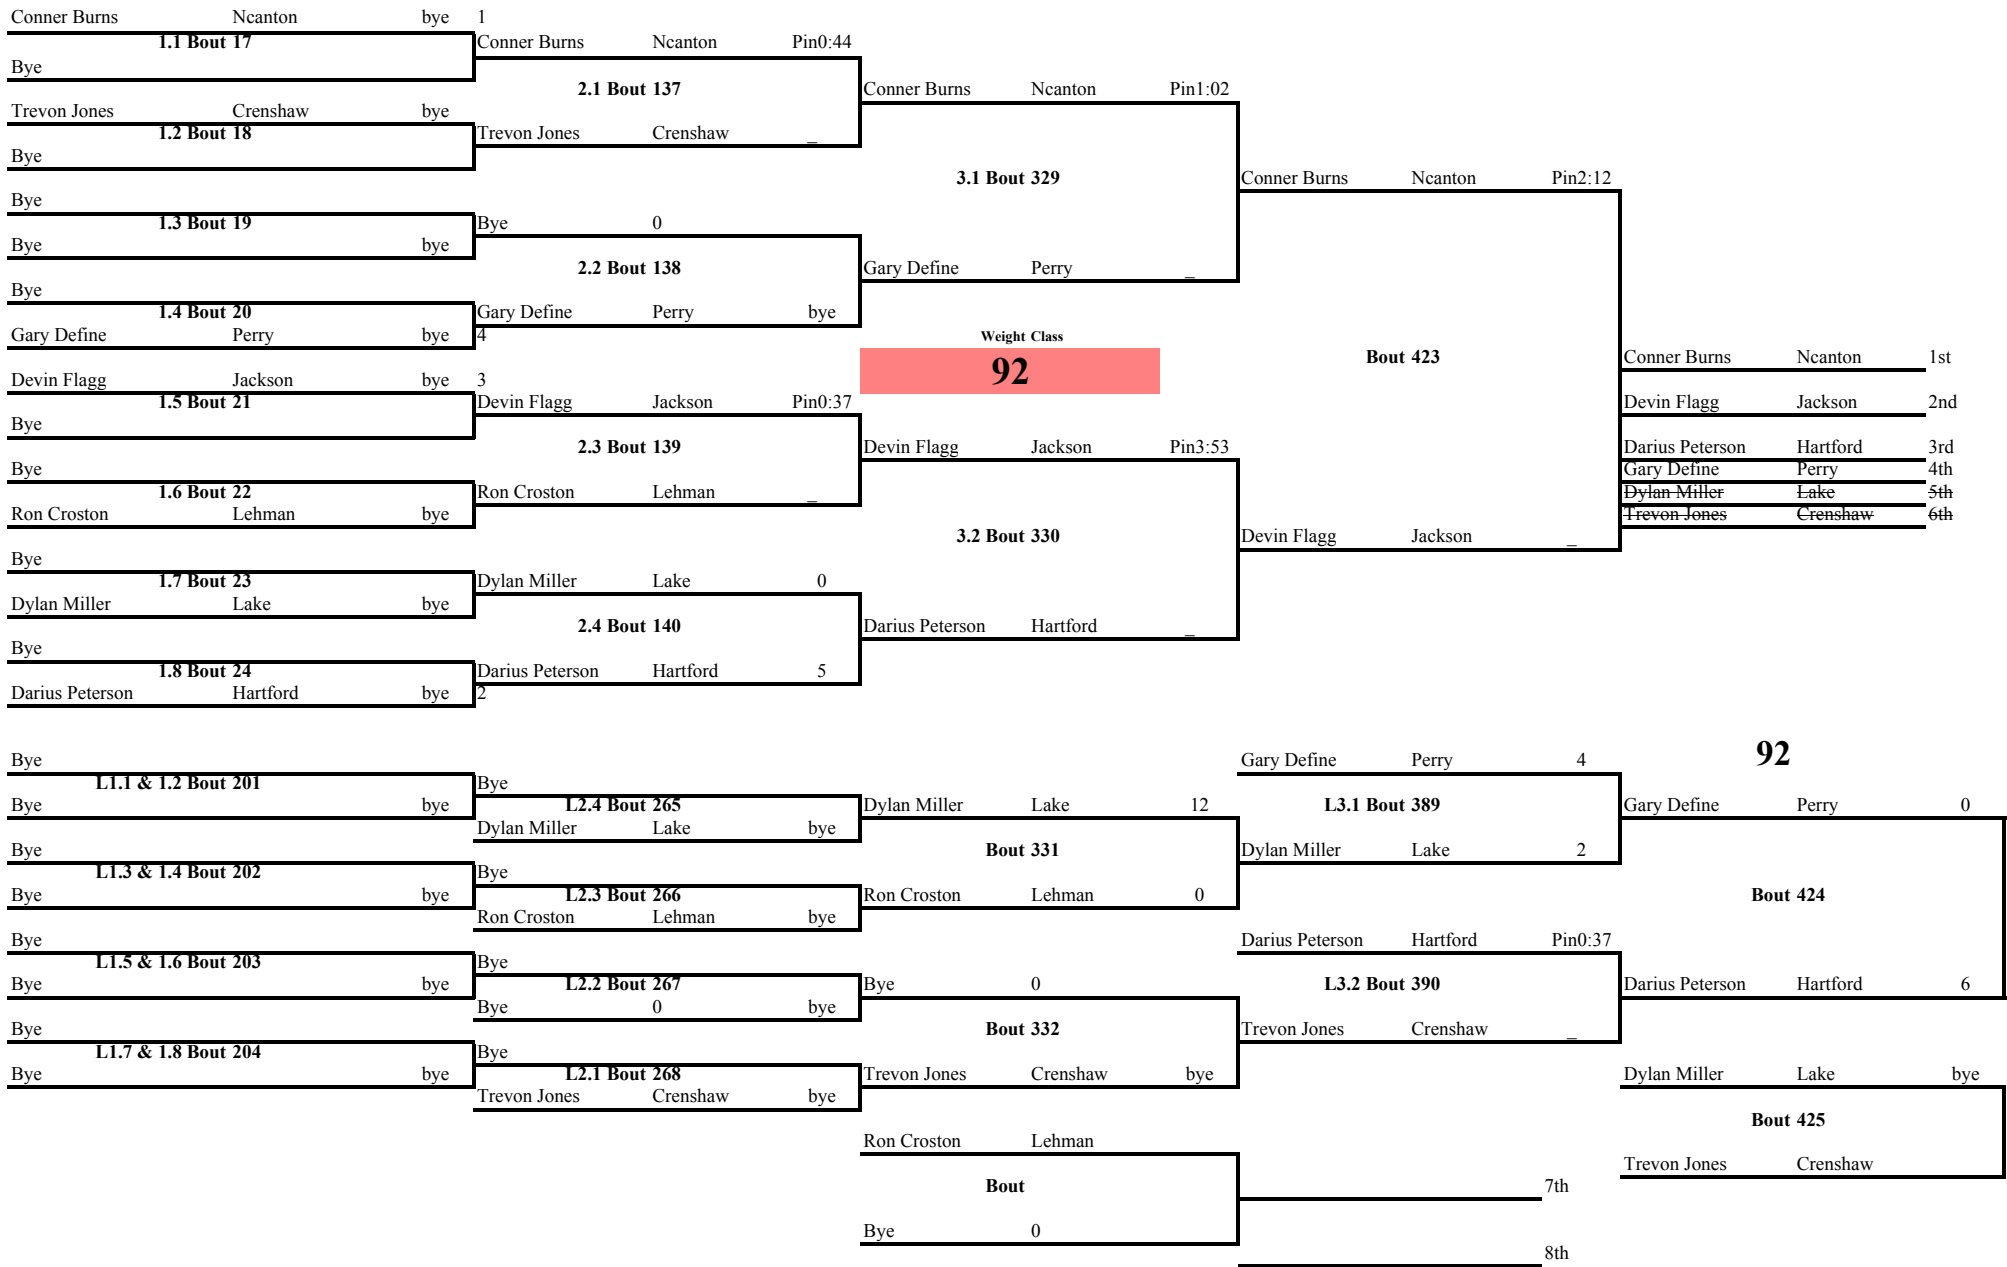 Conner Burns Ncanton bye 1
1.1 Bout 17
Conner Burns Ncanton Pin0:44
Bye
2.1 Bout 137
Conner Burns Ncanton Pin1:02
Trevon Jones Crenshaw bye
1.2 Bout 18
Trevon Jones Crenshaw _
Bye
3.1 Bout 329
Conner Burns Ncanton Pin2:12
Bye
1.3 Bout 19
Bye 0
Bye bye
2.2 Bout 138
Gary Define Perry _
Bye
1.4 Bout 20
Gary Define Perry bye
Gary Define Perry bye 4
Weight Class
92
Bout 423
Conner Burns Ncanton 1st
Devin Flagg Jackson bye 3
1.5 Bout 21
Devin Flagg Jackson Pin0:37
Devin Flagg Jackson 2nd
Bye
2.3 Bout 139
Devin Flagg Jackson Pin3:53
Darius Peterson Hartford 3rd
Bye
Gary Define Perry 4th
1.6 Bout 22
Ron Croston Lehman _
Dylan Miller Lake 5th
Ron Croston Lehman bye
Trevon Jones Crenshaw 6th
3.2 Bout 330
Devin Flagg Jackson _
Bye
1.7 Bout 23
Dylan Miller Lake 0
Dylan Miller Lake bye
2.4 Bout 140
Darius Peterson Hartford _
Bye
1.8 Bout 24
Darius Peterson Hartford 5
Darius Peterson Hartford bye 2
Bye
Gary Define Perry 4
92
L1.1 & 1.2 Bout 201
Bye
Bye bye
L2.4 Bout 265
Dylan Miller Lake 12
L3.1 Bout 389
Gary Define Perry 0
Dylan Miller Lake bye
Bye
Bout 331
Dylan Miller Lake 2
L1.3 & 1.4 Bout 202
Bye
Bye bye
L2.3 Bout 266
Ron Croston Lehman 0
Bout 424
Ron Croston Lehman bye
Bye
Darius Peterson Hartford Pin0:37
L1.5 & 1.6 Bout 203
Bye
Bye bye
L2.2 Bout 267
Bye 0
L3.2 Bout 390
Darius Peterson Hartford 6
Bye 0 bye
Bye
Bout 332
Trevon Jones Crenshaw _
L1.7 & 1.8 Bout 204
Bye
Bye bye
L2.1 Bout 268
Trevon Jones Crenshaw bye
Dylan Miller Lake bye
Trevon Jones Crenshaw bye
Bout 425
Ron Croston Lehman
Trevon Jones Crenshaw
Bout
7th
Bye 0
8th